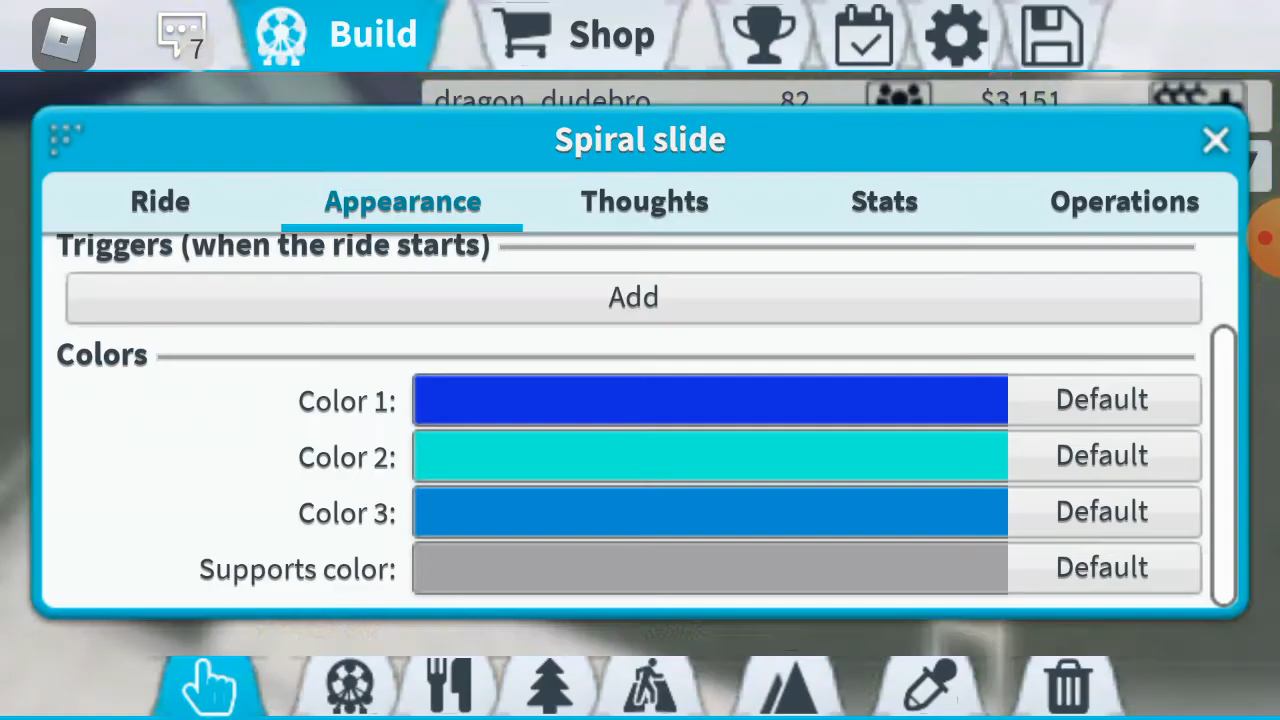 7
Build
Shop
dragon_dudebro 82 $3,151
Spiral slide
Ride Appearance Thoughts Stats Operations
Triggers (when the ride starts)
Add
Colors
Color 1: Default
Color 2: Default
Color 3: Default
Supports color: Default